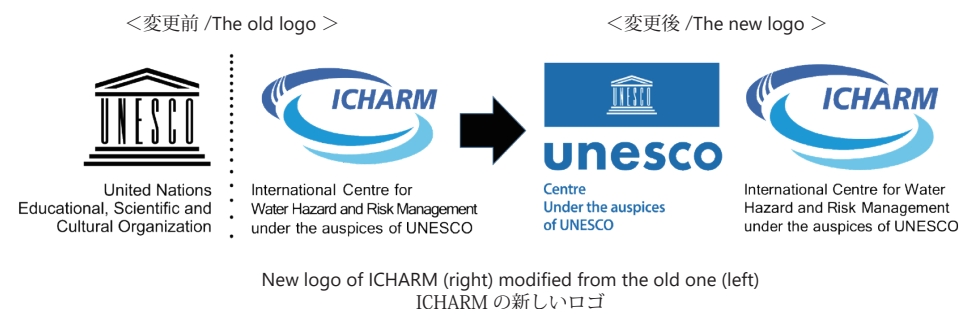 ＜変更前 /The old logo ＞
UNESCO
United Nations
Educational, Scientific and
Cultural Organization
ICHARM
International Centre for
Water Hazard and Risk Management
under the auspices of UNESCO
＜変更後 /The new logo ＞
UNESCO
unesco
Centre
Under the auspices
of UNESCO
ICHARM
International Centre for Water
Hazard and Risk Management
under the auspices of UNESCO
New logo of ICHARM (right) modified from the old one (left)
ICHARM の新しいロゴ